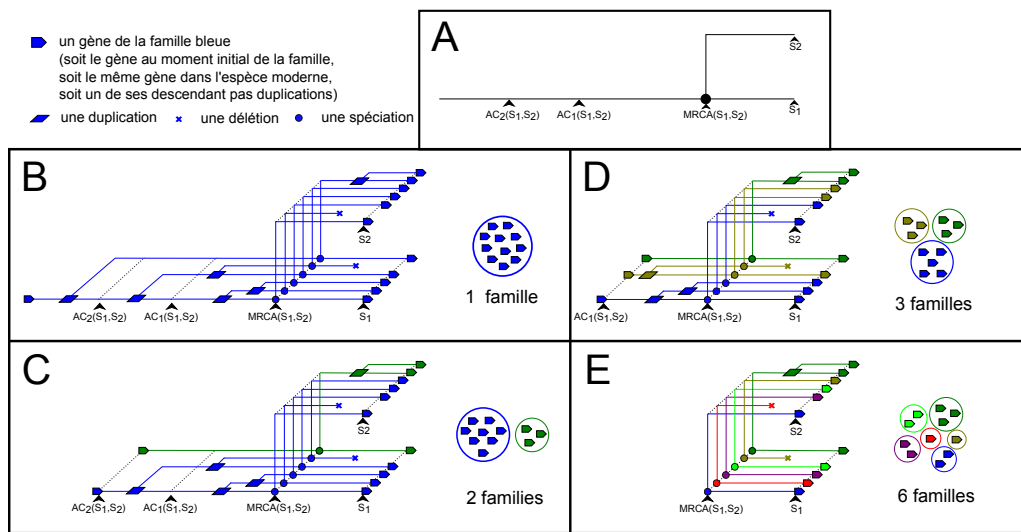 un gène de la famille bleue
(soit le gène au moment initial de la famille,
soit le même gène dans l'espèce moderne,
soit un de ses descendant pas duplications)
une duplication une délétion une spéciation
A
S2
AC2(S1,S2) AC1(S1,S2) MRCA(S1,S2) S1
B
S2
1 famille
AC2(S1,S2) AC1(S1,S2) MRCA(S1,S2) S1
D
S2
3 familles
AC1(S1,S2) MRCA(S1,S2) S1
C
S2
2 families
AC2(S1,S2) AC1(S1,S2) MRCA(S1,S2) S1
E
S2
6 familles
MRCA(S1,S2) S1